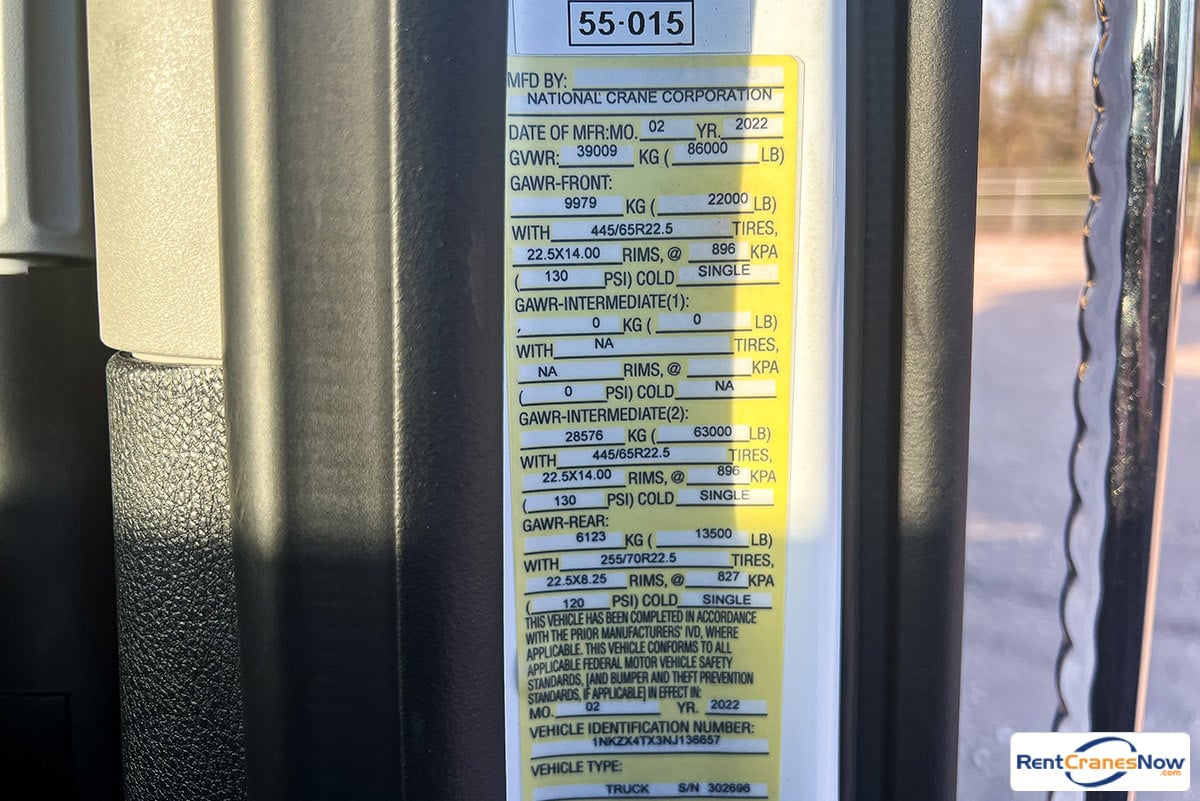 55-015
MFD BY:
NATIONAL CRANE CORPORATION
DATE OF MFR:MO. 02 YR. 2022
GVWR: 39009 KG ( 86000 LB)
GAWR-FRONT:
9979 KG ( 22000 LB)
WITH 445/65R22.5 TIRES,
22.5X14.00 RIMS, @ 896 KPA
( 130 PSI) COLD SINGLE
GAWR-INTERMEDIATE(1):
, 0 KG ( 0 LB)
WITH NA TIRES,
NA RIMS, @ KPA
( 0 PSI) COLD NA
GAWR-INTERMEDIATE(2):
28576 KG ( 63000 LB)
WITH 445/65R22.5 TIRES,
22.5X14.00 RIMS, @ 896 KPA
( 130 PSI) COLD SINGLE
GAWR-REAR:
6123 KG ( 13500 LB)
WITH 255/70R22.5 TIRES,
22.5X8.25 RIMS, @ 827 KPA
( 120 PSI) COLD SINGLE
THIS VEHICLE HAS BEEN COMPLETED IN ACCORDANCE
WITH THE PRIOR MANUFACTURERS' IVD, WHERE
APPLICABLE. THIS VEHICLE CONFORMS TO ALL
APPLICABLE FEDERAL MOTOR VEHICLE SAFETY
STANDARDS, [AND BUMPER AND THEFT PREVENTION
STANDARDS, IF APPLICABLE] IN EFFECT IN:
MO. 02 YR. 2022
VEHICLE IDENTIFICATION NUMBER:
1NKZX4TX3NJ136657
VEHICLE TYPE:
TRUCK S/N 302696
RentCranesNow.com